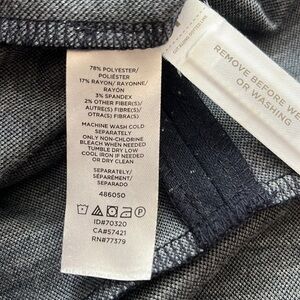 78% POLYESTER/
POLIÉSTER
17% RAYON/ RAYONNE/
RAYÓN
3% SPANDEX
2% OTHER FIBER(S)/
AUTRE(S) FIBRE(S)/
OTRA(S) FIBRA(S)
MACHINE WASH COLD
SEPARATELY
ONLY NON-CHLORINE
BLEACH WHEN NEEDED
TUMBLE DRY LOW
COOL IRON IF NEEDED
OR DRY CLEAN
SEPARATELY/
SÉPARÉMENT/
SEPARADO
486050
ID#70320
CA#57421
RN#77379
REMOVE BEFORE W
OR WASHING